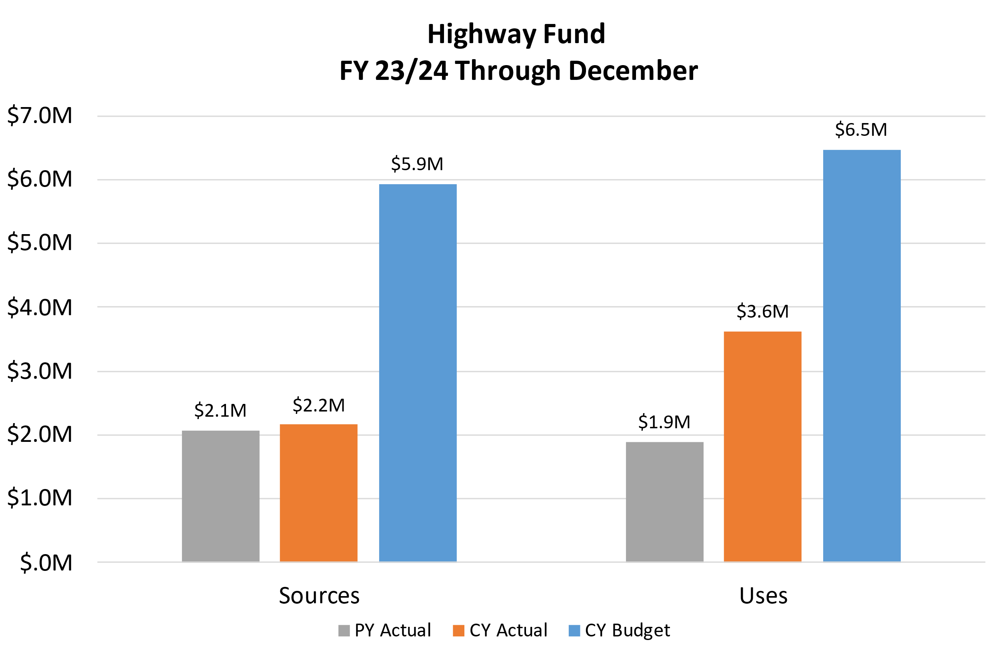 Highway Fund
FY 23/24 Through December
$7.0M
$6.0M
$5.0M
$4.0M
$3.0M
$2.0M
$1.0M
$.0M
$2.1M
$2.2M
$5.9M
$1.9M
$3.6M
$6.5M
Sources
Uses
PY Actual
CY Actual
CY Budget